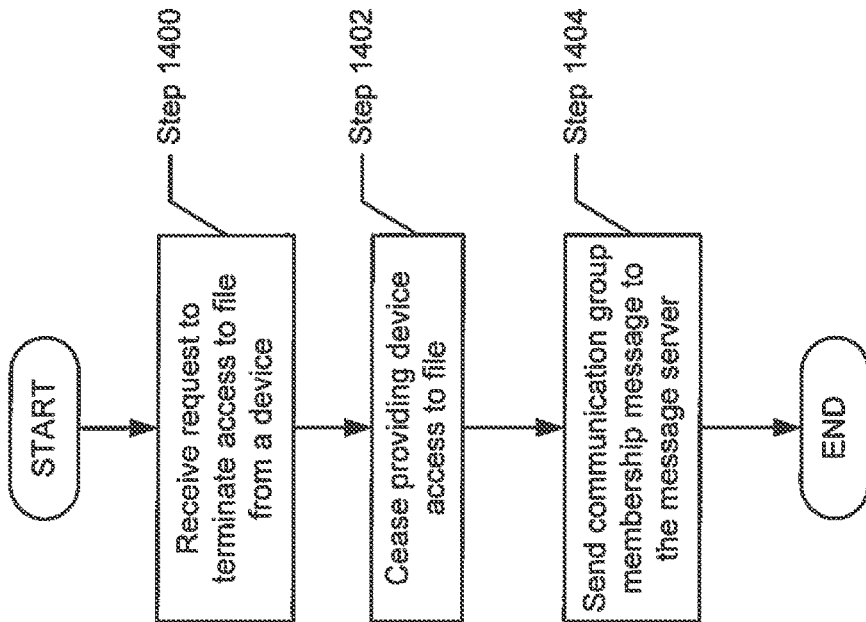 START
Receive request to
terminate access to file
from a device
Step 1400
Cease providing device
access to file
Step 1402
Send communication group
membership message to
the message server
Step 1404
END